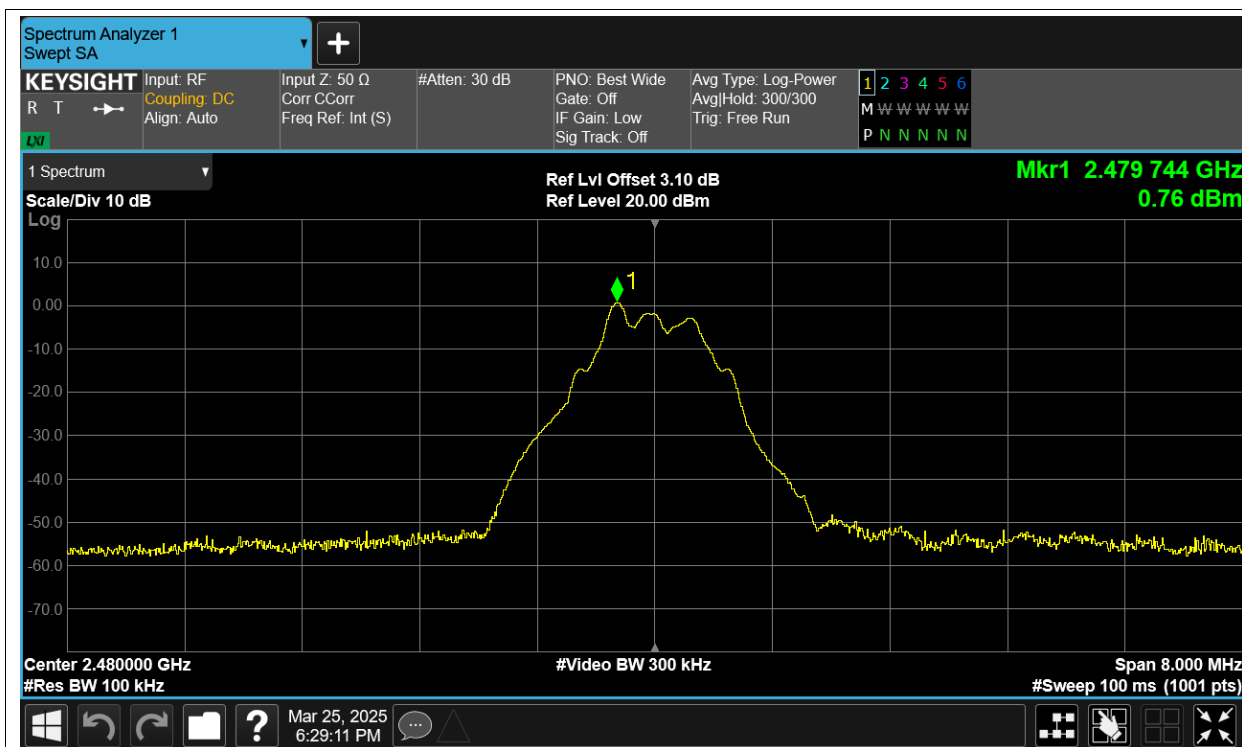 Spectrum Analyzer 1
Swept SA
KEYSIGHT
R T
LXI
Input: RF
Coupling: DC
Align: Auto
Input Z: 50 Ω
Corr CCorr
Freq Ref: Int (S)
#Atten: 30 dB
PNO: Best Wide
Gate: Off
IF Gain: Low
Sig Track: Off
Avg Type: Log-Power
Avg|Hold: 300/300
Trig: Free Run
1 2 3 4 5 6
M W W W W W
P N N N N N
1 Spectrum
Scale/Div 10 dB
Ref Lvl Offset 3.10 dB
Ref Level 20.00 dBm
Mkr1 2.479 744 GHz
0.76 dBm
Log
1
10.0
0.00
-10.0
-20.0
-30.0
-40.0
-50.0
-60.0
-70.0
Center 2.480000 GHz
#Res BW 100 kHz
#Video BW 300 kHz
Span 8.000 MHz
#Sweep 100 ms (1001 pts)
?
Mar 25, 2025
6:29:11 PM